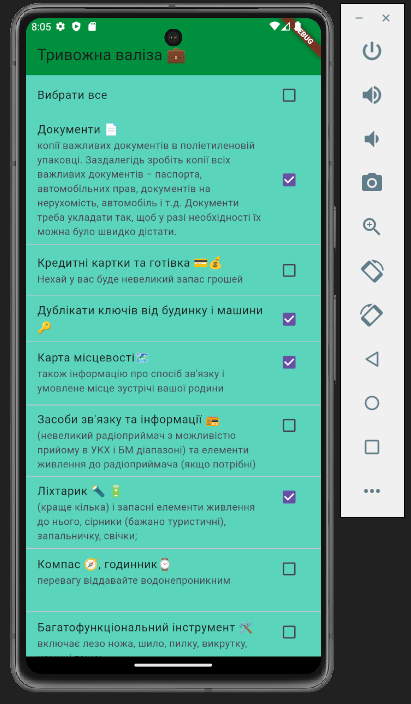 8:05
DEBUG
Тривожна валіза 💼
Вибрати все
Документи 📄
копії важливих документів в поліетиленовій
упаковці. Заздалегідь зробіть копії всіх
важливих документів – паспорта,
автомобільних прав, документів на
нерухомість, автомобіль і т.д. Документи
треба укладати так, щоб у разі необхідності їх
можна було швидко дістати.
Кредитні картки та готівка 💳💰
Нехай у вас буде невеликий запас грошей
Дублікати ключів від будинку і машини
🔑
Карта місцевості🗺️
також інформацію про спосіб зв'язку і
умовлене місце зустрічі вашої родини
Засоби зв'язку та інформації 📻
(невеликий радіоприймач з можливістю
прийому в УКХ і БМ діапазоні) та елементи
живлення до радіоприймача (якщо потрібні)
Ліхтарик 🔦 🔋
(краще кілька) і запасні елементи живлення
до нього, сірники (бажано туристичні),
запальничку, свічки;
Компас 🧭, годинник⌚
перевагу віддавайте водонепроникним
Багатофункціональний інструмент 🛠️
включає лезо ножа, шило, пилку, викрутку,